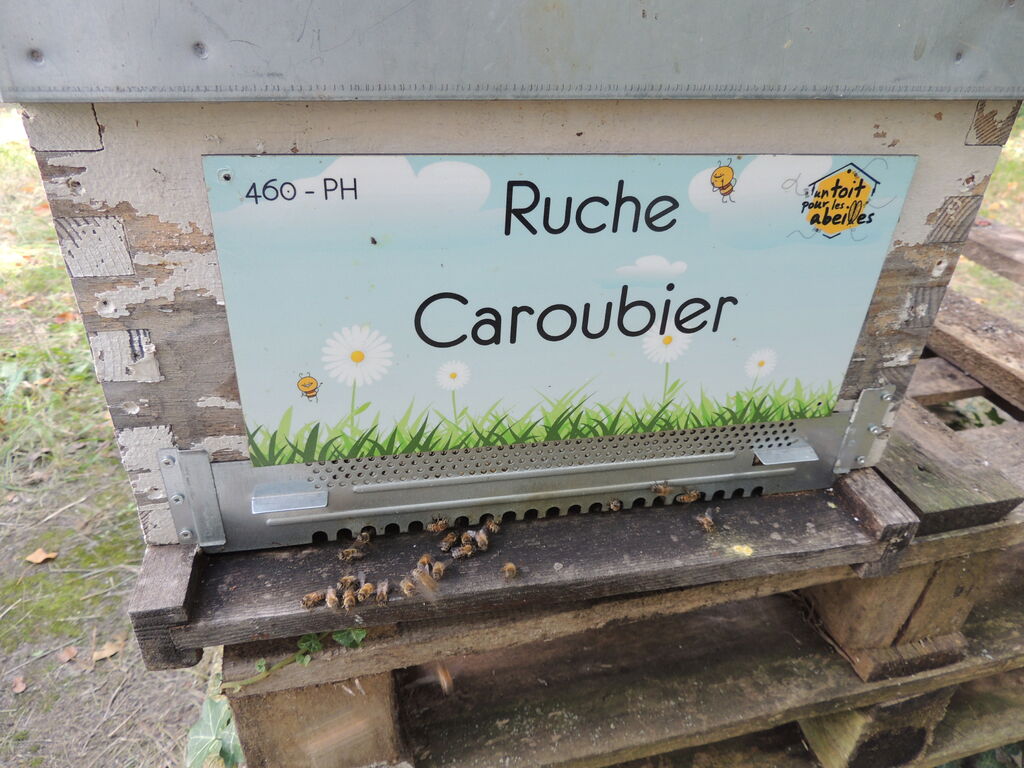 460 - PH
Ruche
Caroubier
un toit
pour les
abeilles